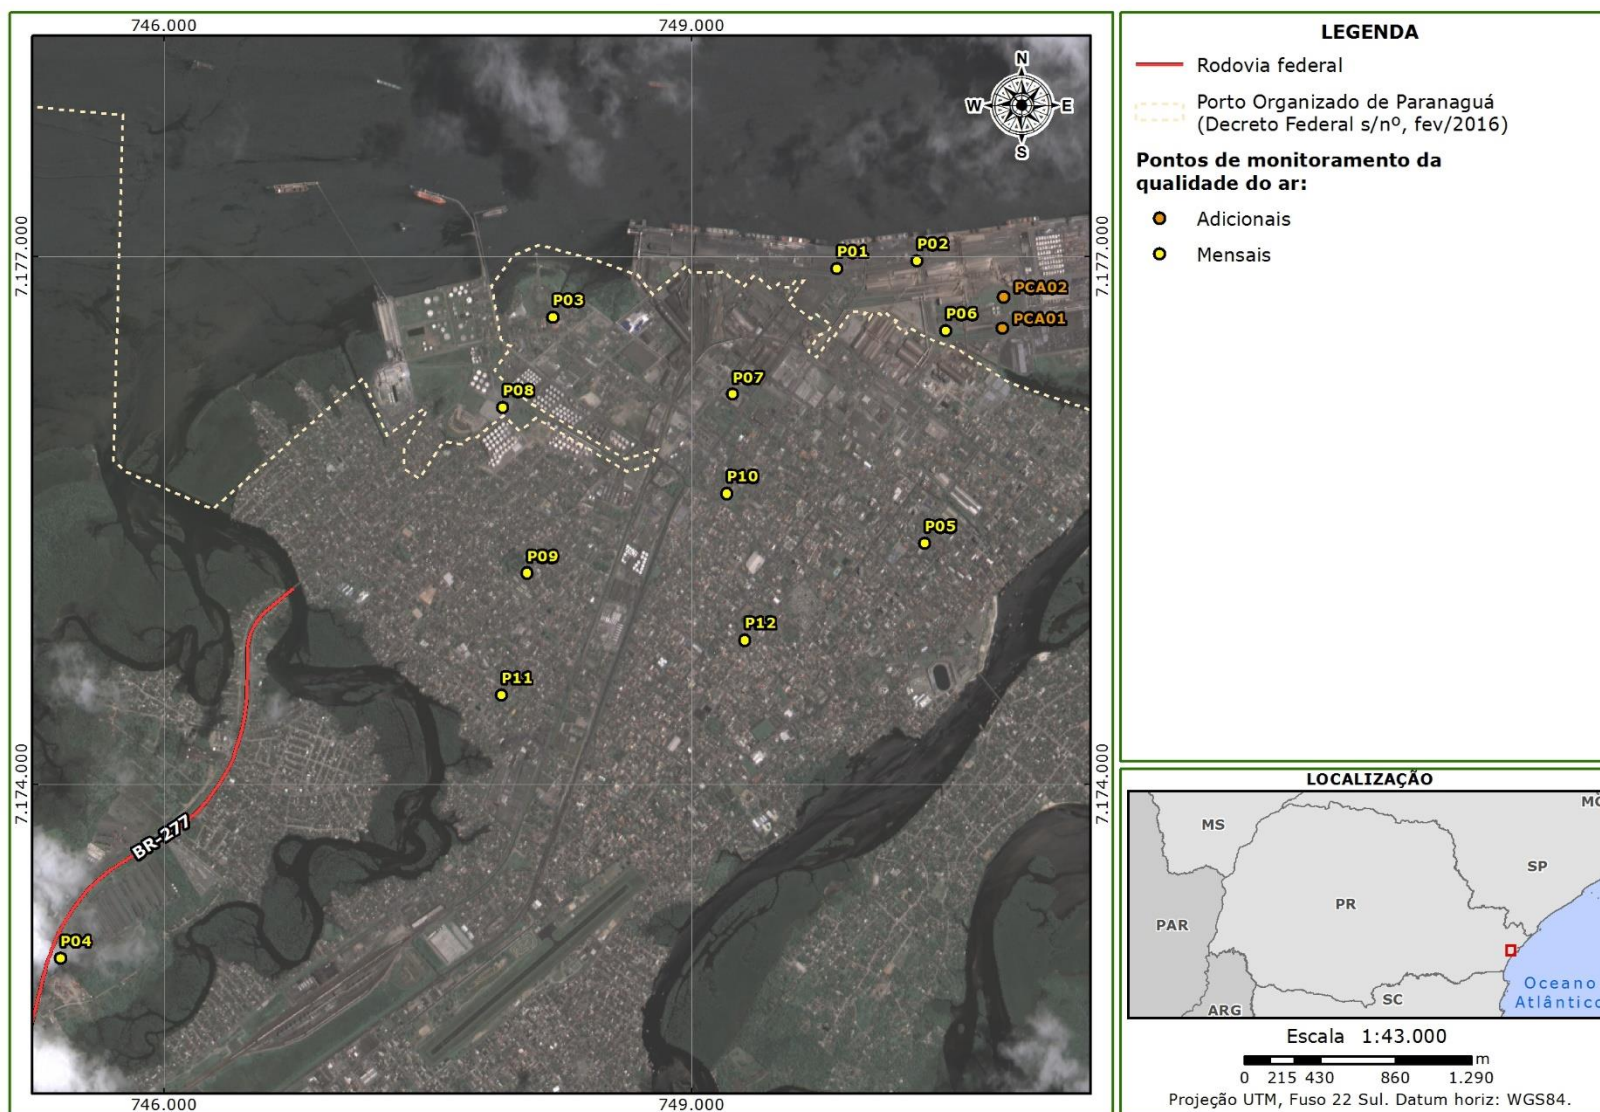 746.000
749.000
N
W
E
S
7.177.000
7.177.000
P01
P02
PCA02
P03
P06
PCA01
P07
P08
P10
P05
P09
P12
P11
7.174.000
7.174.000
BR-277
P04
746.000
749.000
LEGENDA
Rodovia federal
Porto Organizado de Paranaguá
(Decreto Federal s/nº, fev/2016)
Pontos de monitoramento da
qualidade do ar:
Adicionais
Mensais
LOCALIZAÇÃO
MS
SP
PR
PAR
ARG
SC
Oceano
Atlântico
Escala 1:43.000
m
0 215 430 860 1.290
Projeção UTM, Fuso 22 Sul. Datum horiz: WGS84.